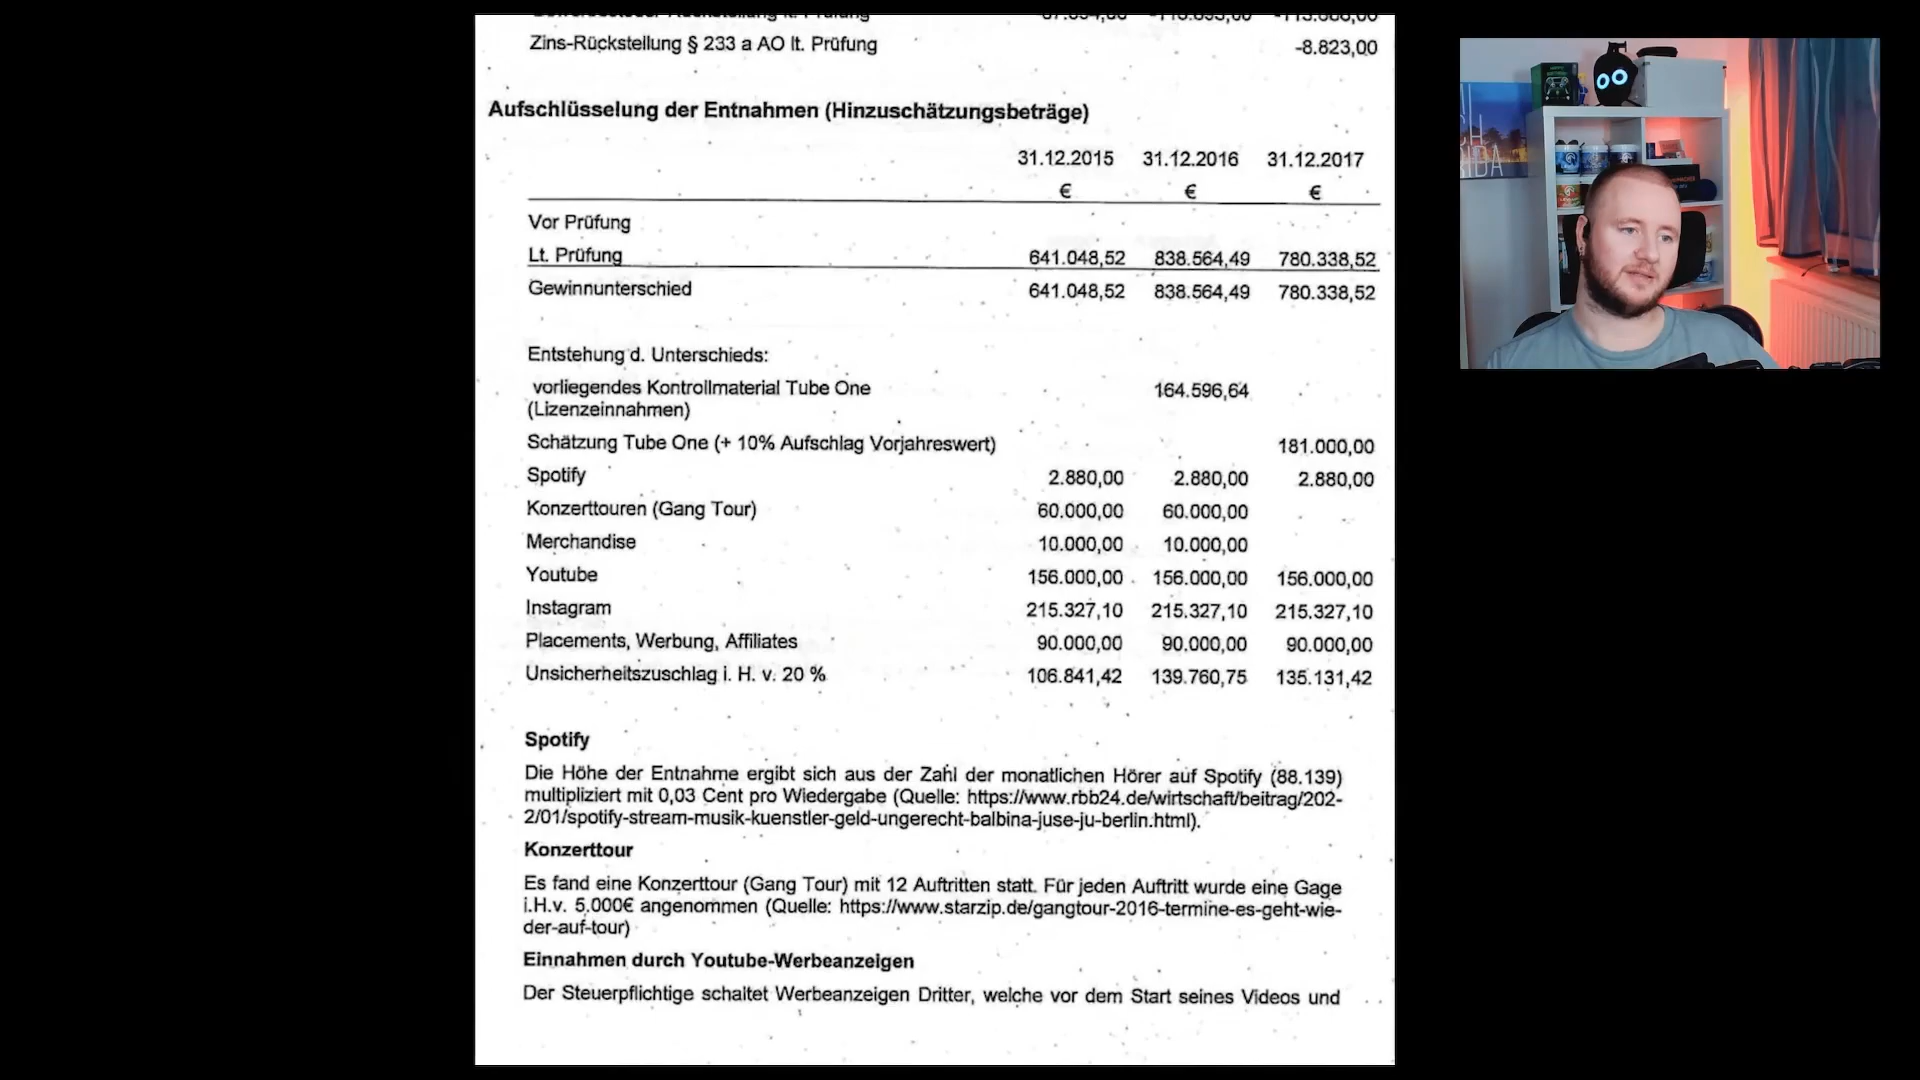 Gewerbesteuer-Rückstellung lt. Prüfung
Zins-Rückstellung § 233 a AO lt. Prüfung -8.823,00
Aufschlüsselung der Entnahmen (Hinzuschätzungsbeträge)
31.12.2015 31.12.2016 31.12.2017
€ € €
Vor Prüfung
Lt. Prüfung 641.048,52 838.564,49 780.338,52
Gewinnunterschied 641.048,52 838.564,49 780.338,52
Entstehung d. Unterschieds:
vorliegendes Kontrollmaterial Tube One 164.596,64
(Lizenzeinnahmen)
Schätzung Tube One (+ 10% Aufschlag Vorjahreswert) 181.000,00
Spotify 2.880,00 2.880,00 2.880,00
Konzerttouren (Gang Tour) 60.000,00 60.000,00
Merchandise 10.000,00 10.000,00
Youtube 156.000,00 156.000,00 156.000,00
Instagram 215.327,10 215.327,10 215.327,10
Placements, Werbung, Affiliates 90.000,00 90.000,00 90.000,00
Unsicherheitszuschlag i. H. v. 20 % 106.841,42 139.760,75 135.131,42
Spotify
Die Höhe der Entnahme ergibt sich aus der Zahl der monatlichen Hörer auf Spotify (88.139)
multipliziert mit 0,03 Cent pro Wiedergabe (Quelle: https://www.rbb24.de/wirtschaft/beitrag/202-
2/01/spotify-stream-musik-kuenstler-geld-ungerecht-balbina-juse-ju-berlin.html).
Konzerttour
Es fand eine Konzerttour (Gang Tour) mit 12 Auftritten statt. Für jeden Auftritt wurde eine Gage
i.H.v. 5.000€ angenommen (Quelle: https://www.starzip.de/gangtour-2016-termine-es-geht-wie-
der-auf-tour)
Einnahmen durch Youtube-Werbeanzeigen
Der Steuerpflichtige schaltet Werbeanzeigen Dritter, welche vor dem Start seines Videos und